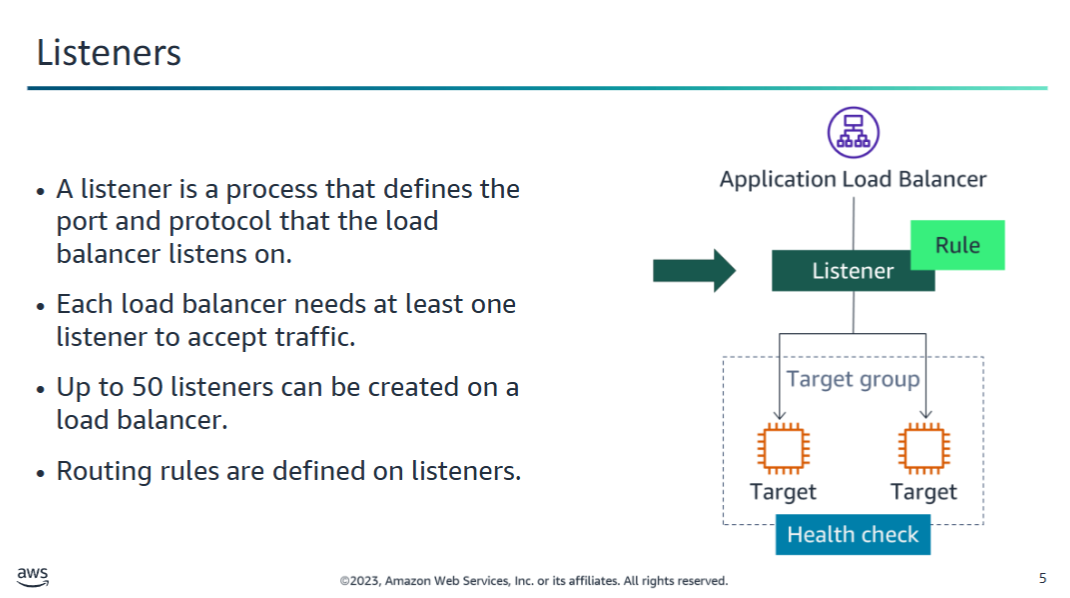 Listeners
• A listener is a process that defines the
port and protocol that the load
balancer listens on.
• Each load balancer needs at least one
listener to accept traffic.
• Up to 50 listeners can be created on a
load balancer.
• Routing rules are defined on listeners.
Application Load Balancer
Rule
Listener
Target group
Target
Target
Health check
aws
©2023, Amazon Web Services, Inc. or its affiliates. All rights reserved.
5